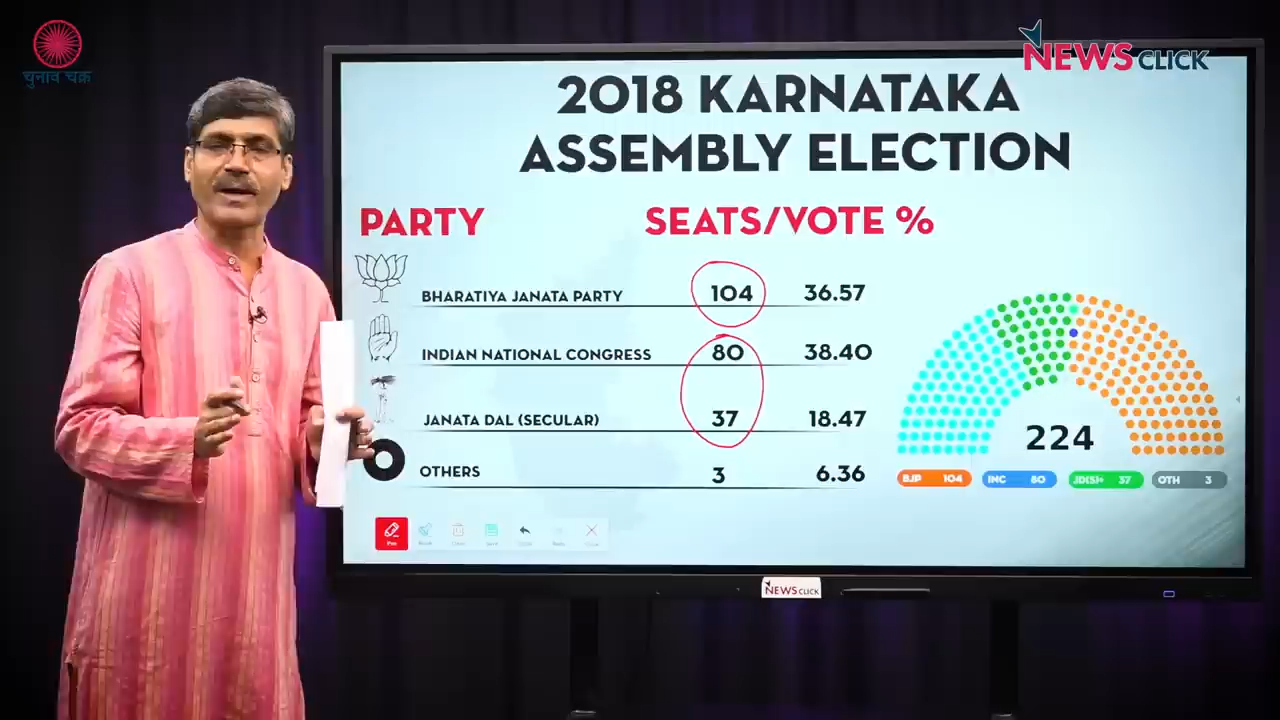 चुनाव चक्र
NEWSCLICK
2018 KARNATAKA
ASSEMBLY ELECTION
PARTY SEATS/VOTE %
BHARATIYA JANATA PARTY 104 36.57
INDIAN NATIONAL CONGRESS 80 38.40
JANATA DAL (SECULAR) 37 18.47
OTHERS 3 6.36
224
BJP 104 INC 80 JD(S)+ 37 OTH 3
Pen
NEWSCLICK